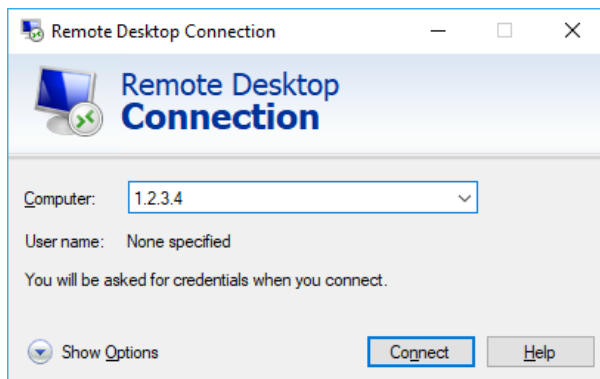 Remote Desktop Connection
Remote Desktop
Connection
Computer: 1.2.3.4
User name: None specified
You will be asked for credentials when you connect.
Show Options Connect Help